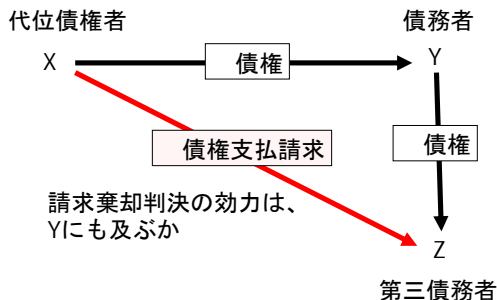 代位債権者
債務者
X
債権
Y
債権支払請求
債権
請求棄却判決の効力は、
Yにも及ぶか
Z
第三債務者